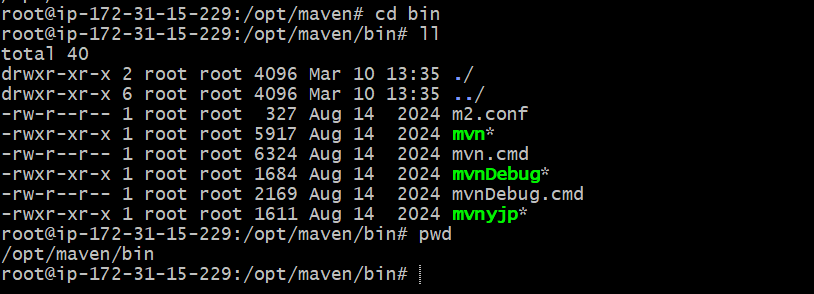 root@ip-172-31-15-229:/opt/maven# cd bin
root@ip-172-31-15-229:/opt/maven/bin# ll
total 40
drwxr-xr-x 2 root root 4096 Mar 10 13:35 ./
drwxr-xr-x 6 root root 4096 Mar 10 13:35 ../
-rw-r--r-- 1 root root  327 Aug 14  2024 m2.conf
-rwxr-xr-x 1 root root 5917 Aug 14  2024 mvn*
-rw-r--r-- 1 root root 6324 Aug 14  2024 mvn.cmd
-rwxr-xr-x 1 root root 1684 Aug 14  2024 mvnDebug*
-rw-r--r-- 1 root root 2169 Aug 14  2024 mvnDebug.cmd
-rwxr-xr-x 1 root root 1611 Aug 14  2024 mvnyjp*
root@ip-172-31-15-229:/opt/maven/bin# pwd
/opt/maven/bin
root@ip-172-31-15-229:/opt/maven/bin#